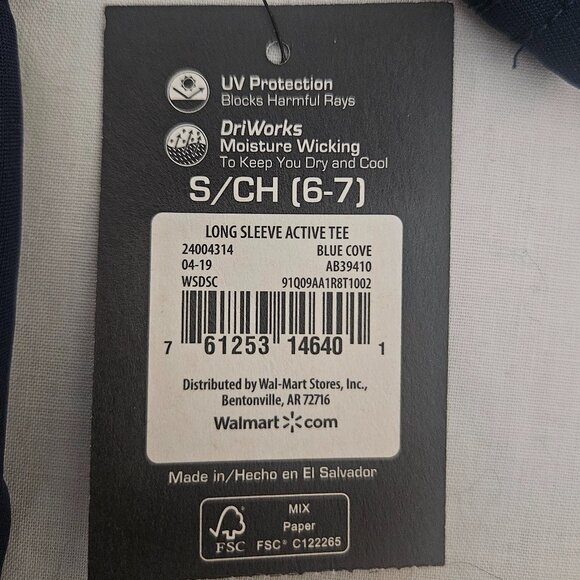 UV Protection
Blocks Harmful Rays
DriWorks
Moisture Wicking
To Keep You Dry and Cool
S/CH (6-7)
LONG SLEEVE ACTIVE TEE
24004314 BLUE COVE
04-19 AB39410
WSDSC 91Q09AA1R8T1002
7 61253 14640 1
Distributed by Wal-Mart Stores, Inc.,
Bentonville, AR 72716
Walmart com
Made in/Hecho en El Salvador
FSC
MIX
Paper
FSC® C122265